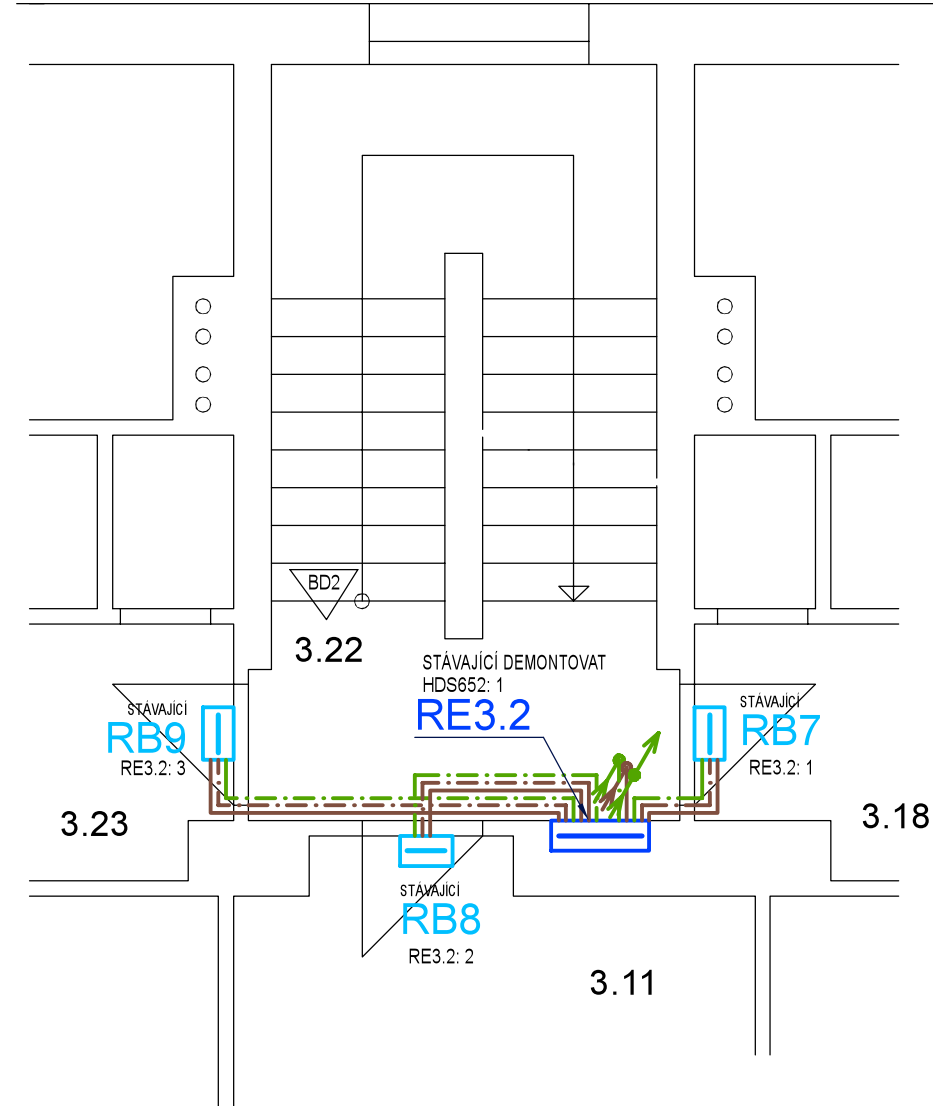 BD2
3.22
STÁVAJÍCÍ DEMONTOVAT
HDS652: 1
RE3.2
STÁVAJÍCÍ
RB9
RE3.2: 3
STÁVAJÍCÍ
RB7
RE3.2: 1
3.23
3.18
STÁVAJÍCÍ
RB8
RE3.2: 2
3.11